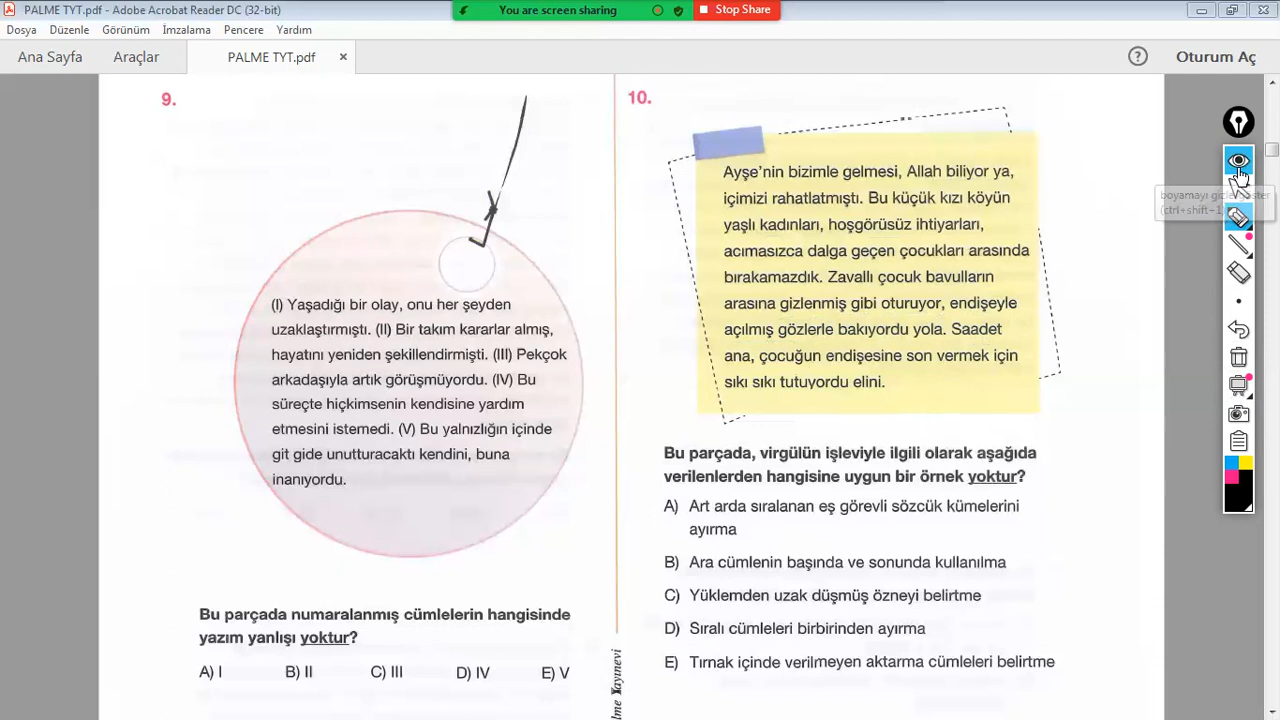 PALME TYT.pdf - Adobe Acrobat Reader DC (32-bit)
You are screen sharing
Stop Share
Dosya Düzenle Görünüm İmzalama Pencere Yardım
Ana Sayfa Araçlar PALME TYT.pdf × ? Oturum Aç
9.
(I) Yaşadığı bir olay, onu her şeyden
uzaklaştırmıştı. (II) Bir takım kararlar almış,
hayatını yeniden şekillendirmişti. (III) Pekçok
arkadaşıyla artık görüşmüyordu. (IV) Bu
süreçte hiçkimsenin kendisine yardım
etmesini istemedi. (V) Bu yalnızlığın içinde
git gide unutturacaktı kendini, buna
inanıyordu.
Bu parçada numaralanmış cümlelerin hangisinde
yazım yanlışı yoktur?
A) I B) II C) III D) IV E) V
10.
Ayşe'nin bizimle gelmesi, Allah biliyor ya,
içimizi rahatlatmıştı. Bu küçük kızı köyün
yaşlı kadınları, hoşgörüsüz ihtiyarları,
acımasızca dalga geçen çocukları arasında
bırakamazdık. Zavallı çocuk bavulların
arasına gizlenmiş gibi oturuyor, endişeyle
açılmış gözlerle bakıyordu yola. Saadet
ana, çocuğun endişesine son vermek için
sıkı sıkı tutuyordu elini.
Bu parçada, virgülün işleviyle ilgili olarak aşağıda
verilenlerden hangisine uygun bir örnek yoktur?
A) Art arda sıralanan eş görevli sözcük kümelerini
ayırma
B) Ara cümlenin başında ve sonunda kullanılma
C) Yüklemden uzak düşmüş özneyi belirtme
D) Sıralı cümleleri birbirinden ayırma
E) Tırnak içinde verilmeyen aktarma cümleleri belirtme
lme Yayınevi
boyamayı gizle göster
(ctrl+shift-1